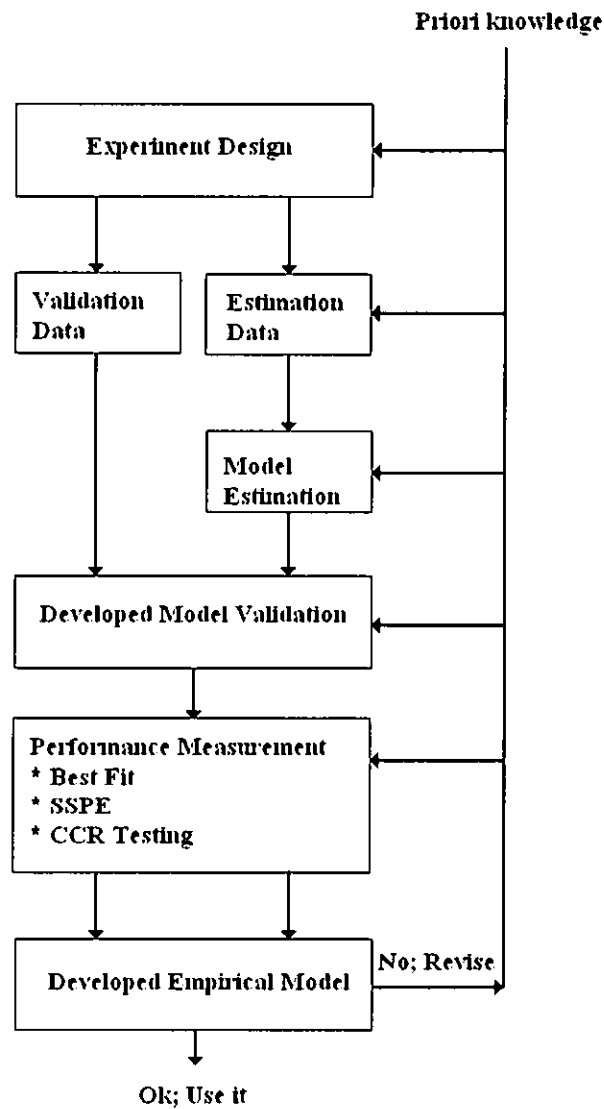 Priori knowledge
Experiment Design
Validation
Data
Estimation
Data
Model
Estimation
Developed Model Validation
Performance Measurement
* Best Fit
* SSPE
* CCR Testing
Developed Empirical Model
No; Revise
Ok; Use it